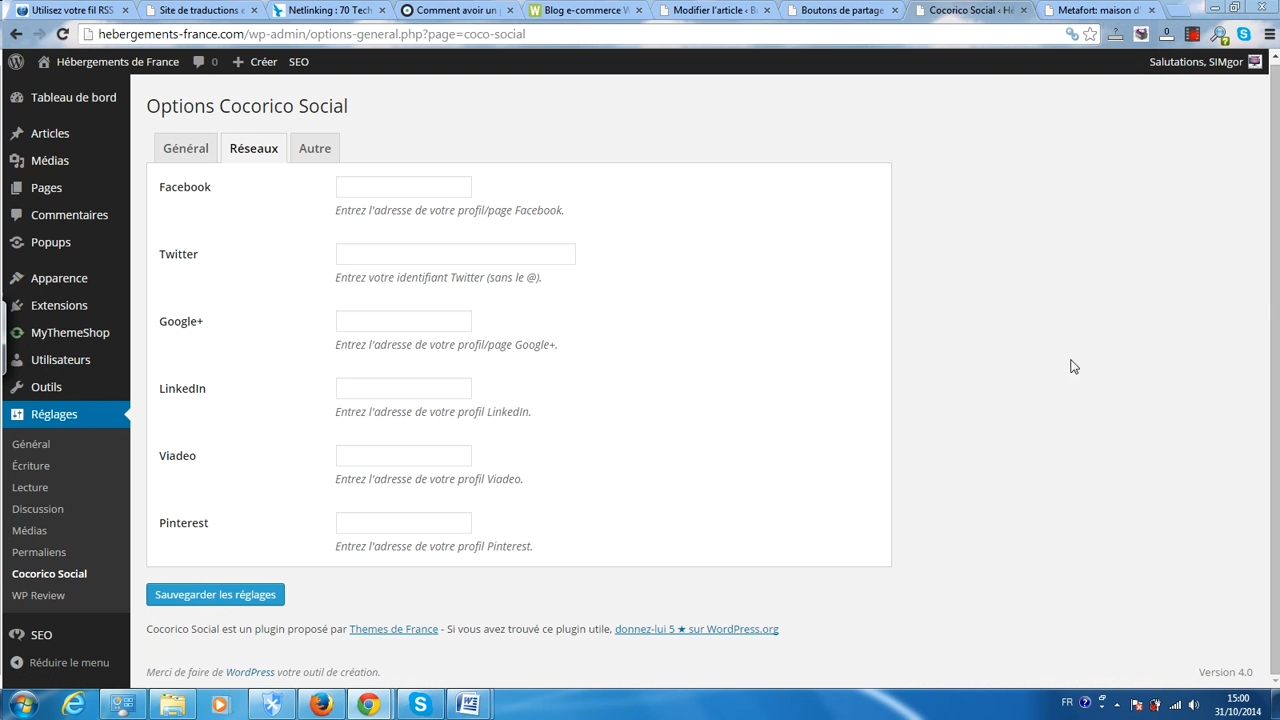 Utilisez votre fil RSS
Site de traductions e
Netlinking : 70 Tech
Comment avoir un
Blog e-commerce W
Modifier l'article ‹ B
Boutons de partage
Cocorico Social ‹ Hé
Metafort: maison d'
hebergements-france.com/wp-admin/options-general.php?page=coco-social
Hébergements de France 0 Créer SEO
Salutations, SIMgor
Tableau de bord
Articles
Médias
Pages
Commentaires
Popups
Apparence
Extensions
MyThemeShop
Utilisateurs
Outils
Réglages
Général
Écriture
Lecture
Discussion
Médias
Permaliens
Cocorico Social
WP Review
SEO
Réduire le menu
Options Cocorico Social
Général Réseaux Autre
Facebook
Entrez l'adresse de votre profil/page Facebook.
Twitter
Entrez votre identifiant Twitter (sans le @).
Google+
Entrez l'adresse de votre profil/page Google+.
LinkedIn
Entrez l'adresse de votre profil LinkedIn.
Viadeo
Entrez l'adresse de votre profil Viadeo.
Pinterest
Entrez l'adresse de votre profil Pinterest.
Sauvegarder les réglages
Cocorico Social est un plugin proposé par Themes de France - Si vous avez trouvé ce plugin utile, donnez-lui 5 ★ sur WordPress.org
Merci de faire de WordPress votre outil de création.
Version 4.0
FR
15:00
31/10/2014